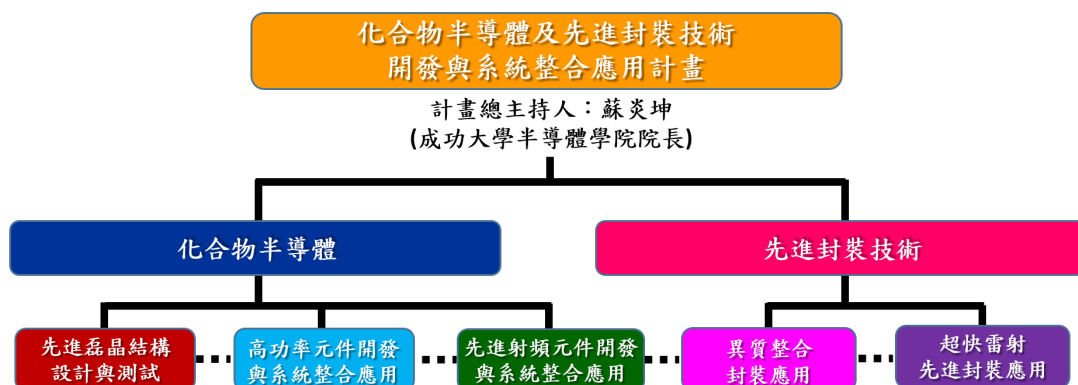 化合物半導體及先進封裝技術
開發與系統整合應用計畫
計畫總主持人：蘇炎坤
(成功大學半導體學院院長)
化合物半導體
先進封裝技術
先進磊晶結構
設計與測試
高功率元件開發
與系統整合應用
先進射頻元件開發
與系統整合應用
異質整合
封裝應用
超快雷射
先進封裝應用